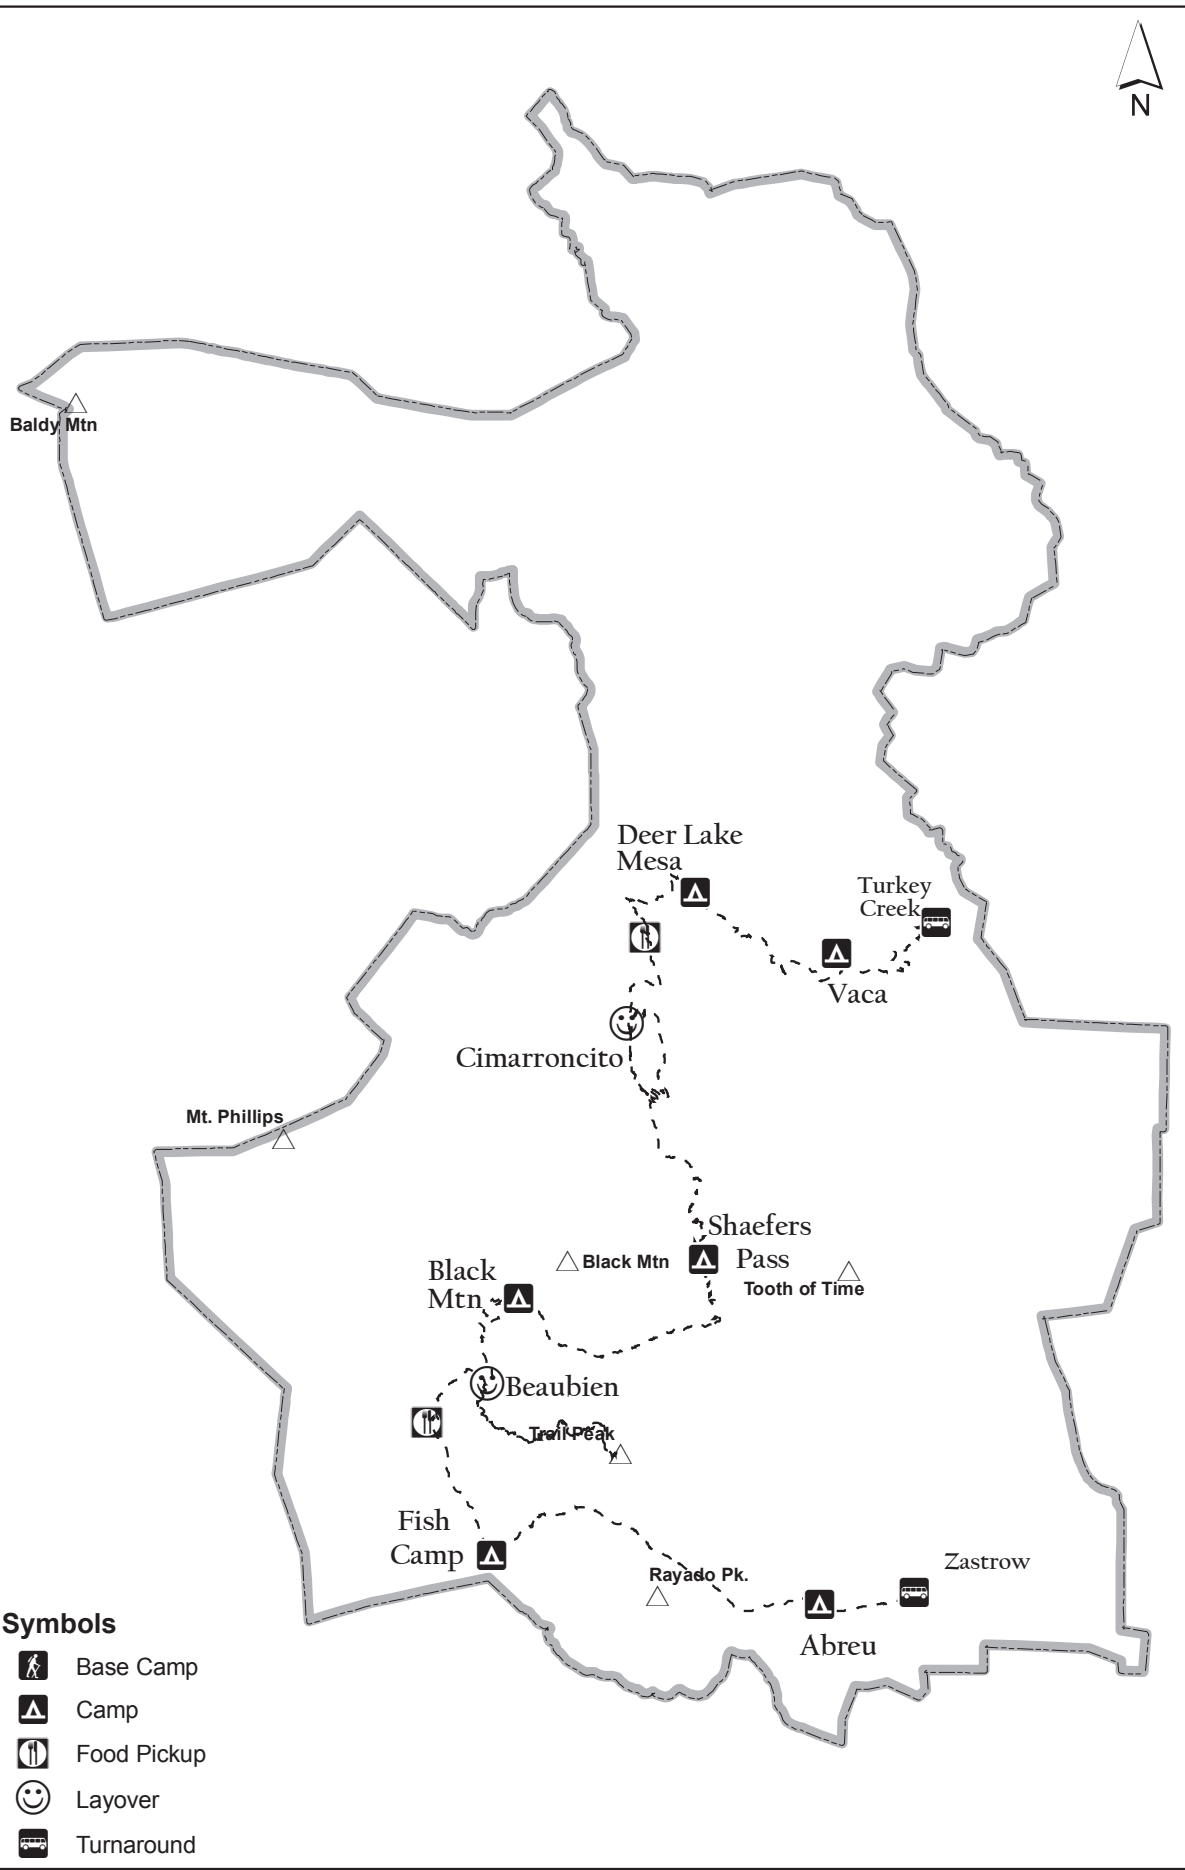 N
Baldy Mtn
Deer Lake
Mesa
Turkey
Creek
Vaca
Cimarroncito
Mt. Phillips
Shaefers
Pass
Black Mtn
Tooth of Time
Black
Mtn
Beaubien
Trail Peak
Fish
Camp
Rayado Pk.
Zastrow
Abreu
Symbols
Base Camp
Camp
Food Pickup
Layover
Turnaround